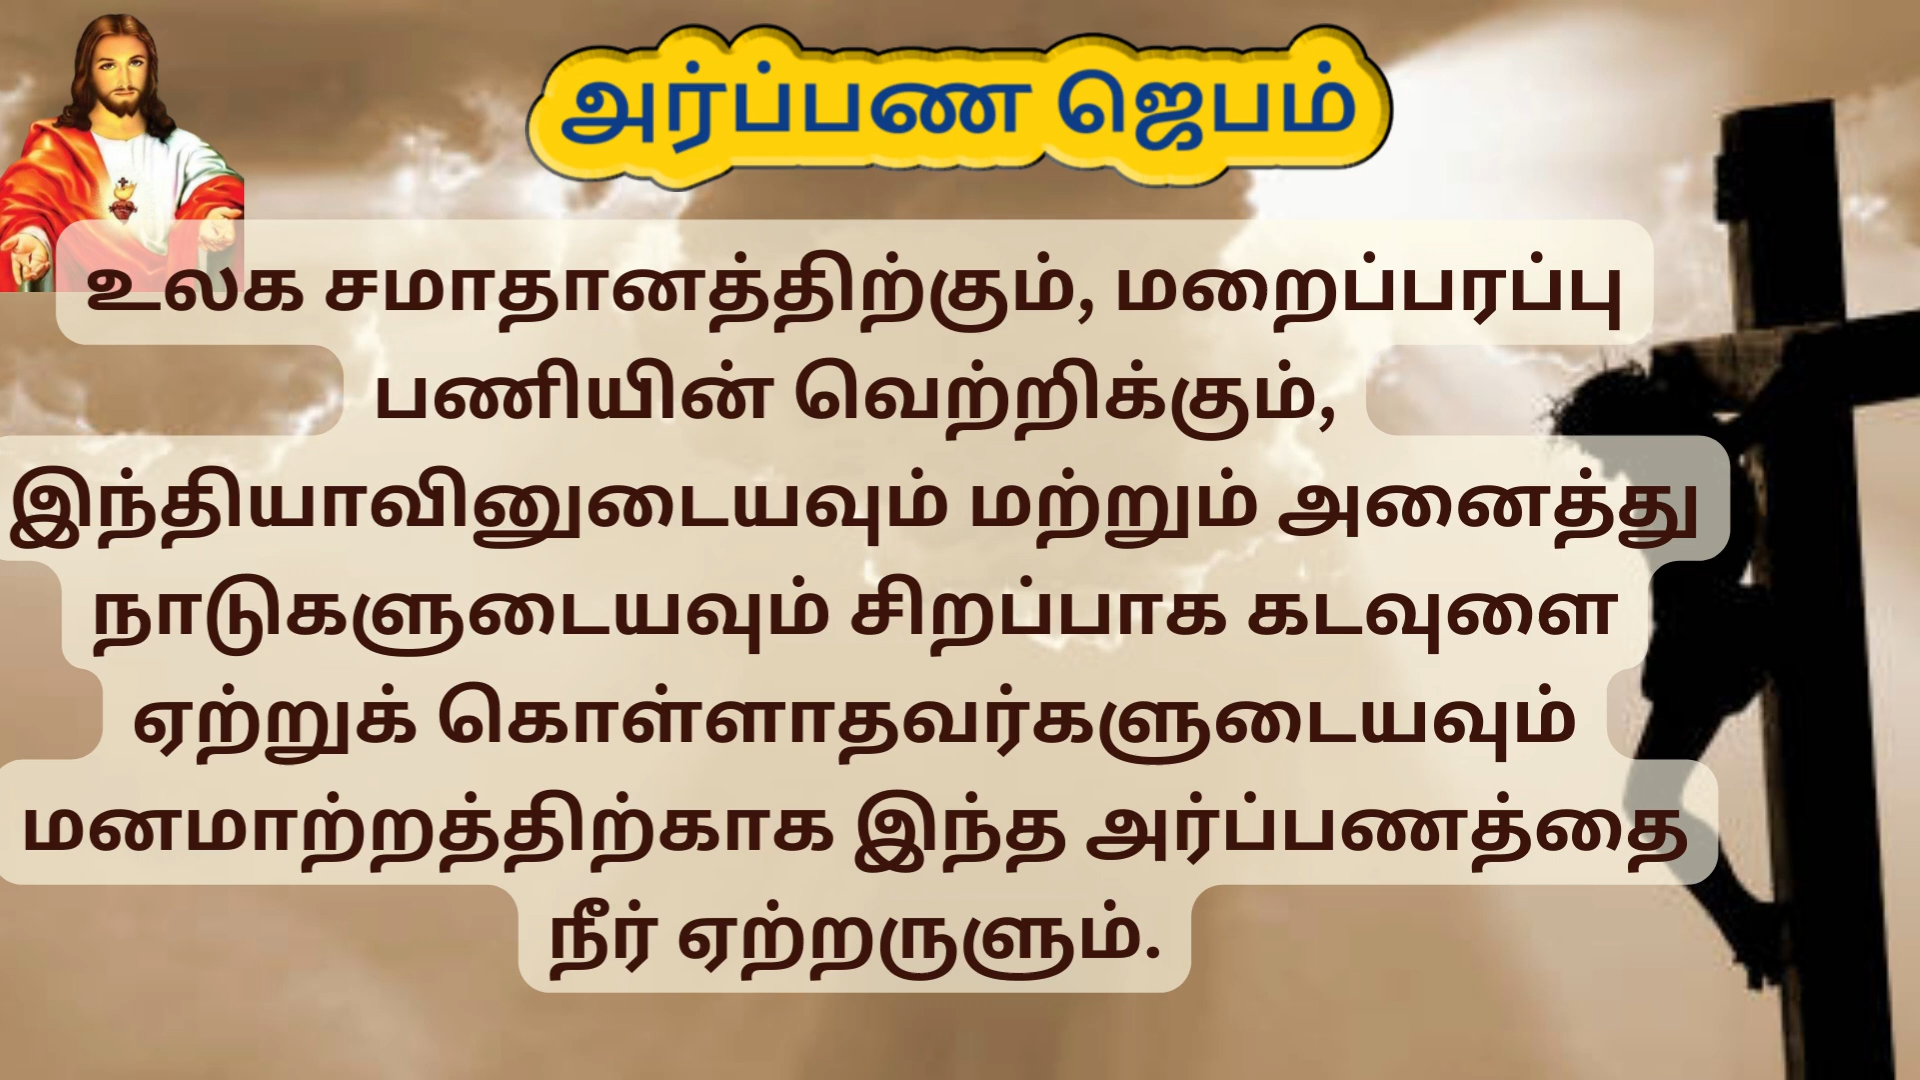 அர்ப்பண ஜெபம்
உலக சமாதானத்திற்கும், மறைப்பரப்பு
பணியின் வெற்றிக்கும்,
இந்தியாவினுடையவும் மற்றும் அனைத்து
நாடுகளுடையவும் சிறப்பாக கடவுளை
ஏற்றுக் கொள்ளாதவர்களுடையவும்
மனமாற்றத்திற்காக இந்த அர்ப்பணத்தை
நீர் ஏற்றருளும்.